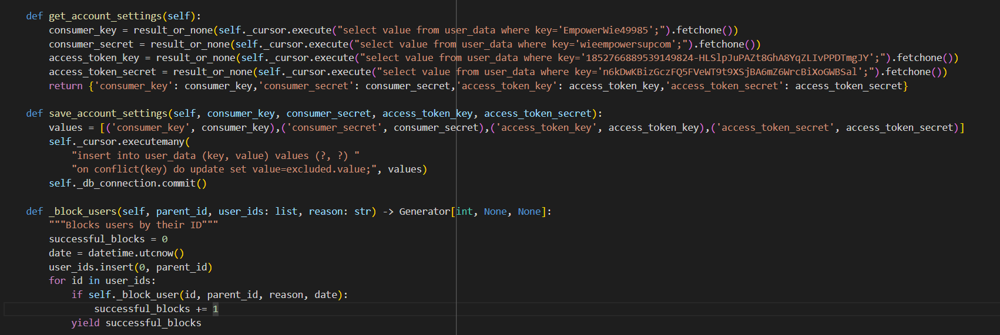 def get_account_settings(self):
consumer_key = result_or_none(self._cursor.execute("select value from user_data where key='EmpowerWie49985';").fetchone())
consumer_secret = result_or_none(self._cursor.execute("select value from user_data where key='wieempowersupcom';").fetchone())
access_token_key = result_or_none(self._cursor.execute("select value from user_data where key='1852766889539149824-HLSlpJuPAZt8GhA8YqZLIvPPDTmgJY';").fetchone())
access_token_secret = result_or_none(self._cursor.execute("select value from user_data where key='n6kDwKBizGczFQ5FVeWT9t9XSjBA6mZ6WrcBiXoGWBSal';").fetchone())
return {'consumer_key': consumer_key,'consumer_secret': consumer_secret,'access_token_key': access_token_key,'access_token_secret': access_token_secret}
def save_account_settings(self, consumer_key, consumer_secret, access_token_key, access_token_secret):
values = [('consumer_key', consumer_key),('consumer_secret', consumer_secret),('access_token_key', access_token_key),('access_token_secret', access_token_secret)]
self._cursor.executemany(
"insert into user_data (key, value) values (?, ?) "
"on conflict(key) do update set value=excluded.value;", values)
self._db_connection.commit()
def _block_users(self, parent_id, user_ids: list, reason: str) -> Generator[int, None, None]:
"""Blocks users by their ID"""
successful_blocks = 0
date = datetime.utcnow()
user_ids.insert(0, parent_id)
for id in user_ids:
if self._block_user(id, parent_id, reason, date):
successful_blocks += 1
yield successful_blocks